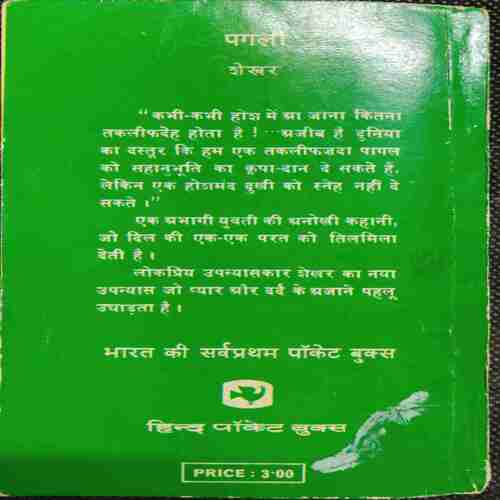 पगली
शेखर
“कभी-कभी होश में आ जाना कितना
तकलीफदेह होता है ! ···अजीब है दुनिया
का दस्तूर कि हम एक तकलीफज़दा पागल
को सहानुभूति का कृपा-दान दे सकते हैं,
लेकिन एक होशमंद दुखी को स्नेह नहीं दे
सकते ।”
एक अभागी युवती की अनोखी कहानी,
जो दिल की एक-एक परत को तिलमिला
देती है ।
लोकप्रिय उपन्यासकार शेखर का नया
उपन्यास जो प्यार और दर्द के अजाने पहलू
उघाड़ता है ।
भारत की सर्वप्रथम पॉकेट बुक्स
हिन्द पॉकेट बुक्स
PRICE : 3·00